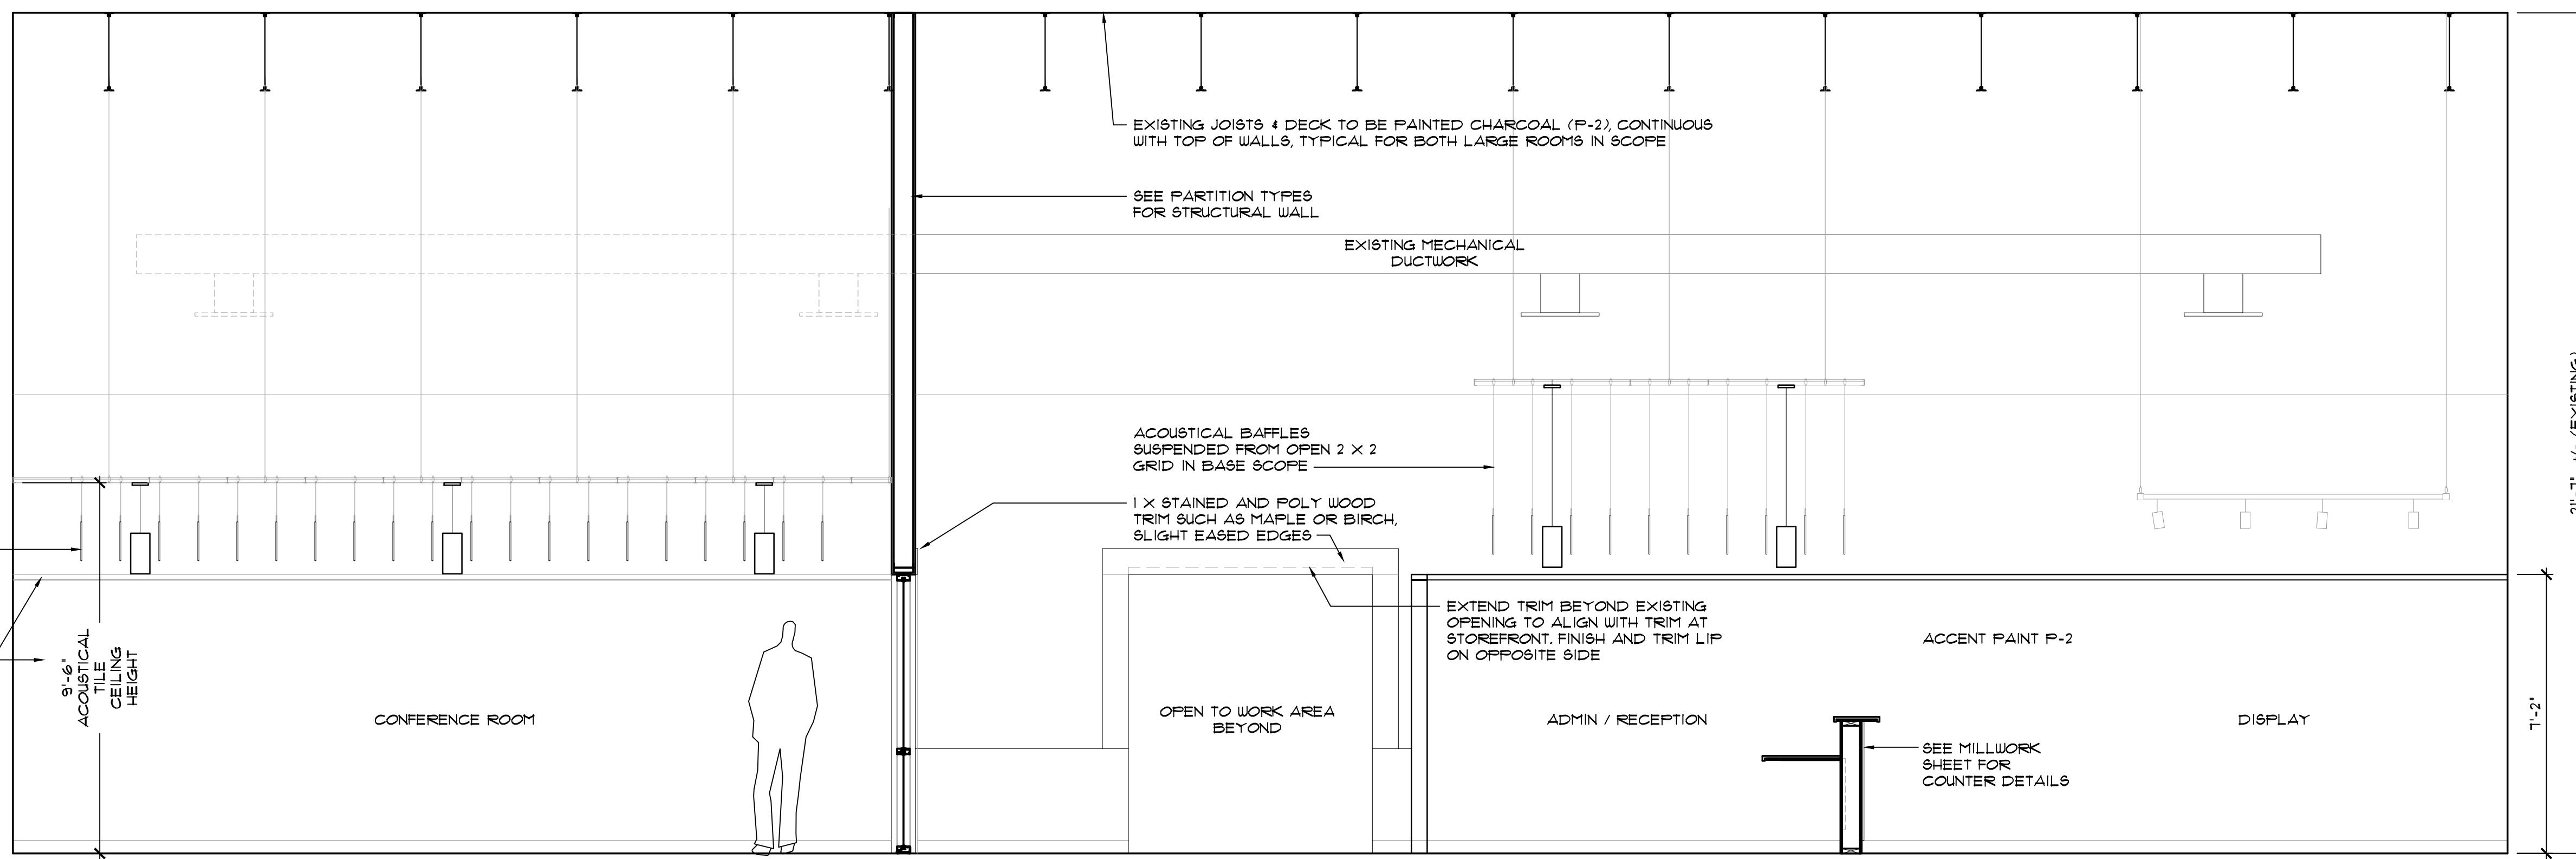 EXISTING JOISTS & DECK TO BE PAINTED CHARCOAL (P-2), CONTINUOUS
WITH TOP OF WALLS, TYPICAL FOR BOTH LARGE ROOMS IN SCOPE
SEE PARTITION TYPES
FOR STRUCTURAL WALL
EXISTING MECHANICAL
DUCTWORK
ACOUSTICAL BAFFLES
SUSPENDED FROM OPEN 2 X 2
GRID IN BASE SCOPE
1 X STAINED AND POLY WOOD
TRIM SUCH AS MAPLE OR BIRCH,
SLIGHT EASED EDGES
EXTEND TRIM BEYOND EXISTING
OPENING TO ALIGN WITH TRIM AT
STOREFRONT. FINISH AND TRIM LIP
ON OPPOSITE SIDE
ACCENT PAINT P-2
9'-6"
ACOUSTICAL
TILE
CEILING
HEIGHT
CONFERENCE ROOM
OPEN TO WORK AREA
BEYOND
ADMIN / RECEPTION
DISPLAY
SEE MILLWORK
SHEET FOR
COUNTER DETAILS
7'-2"